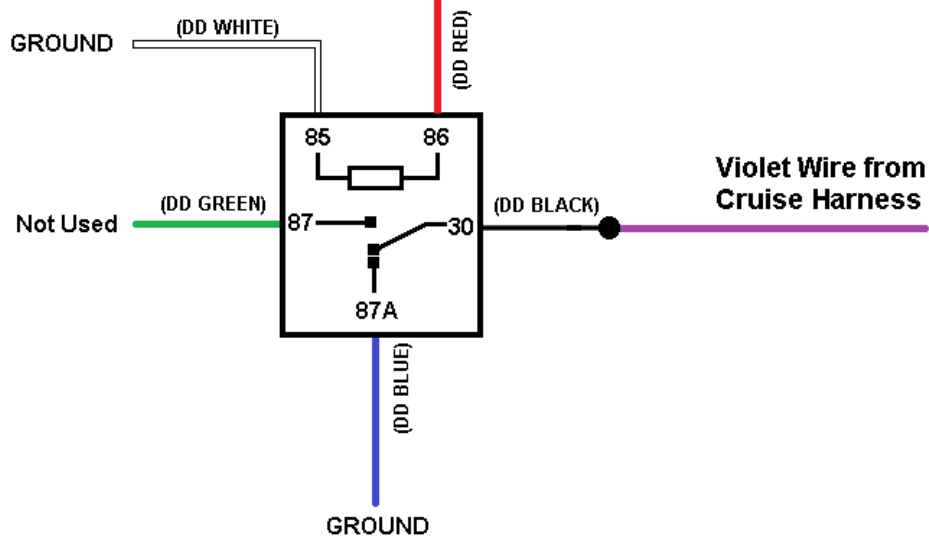 GROUND
(DD WHITE)
(DD RED)
85
86
Violet Wire from
Cruise Harness
Not Used
(DD GREEN)
87
30
(DD BLACK)
87A
(DD BLUE)
GROUND